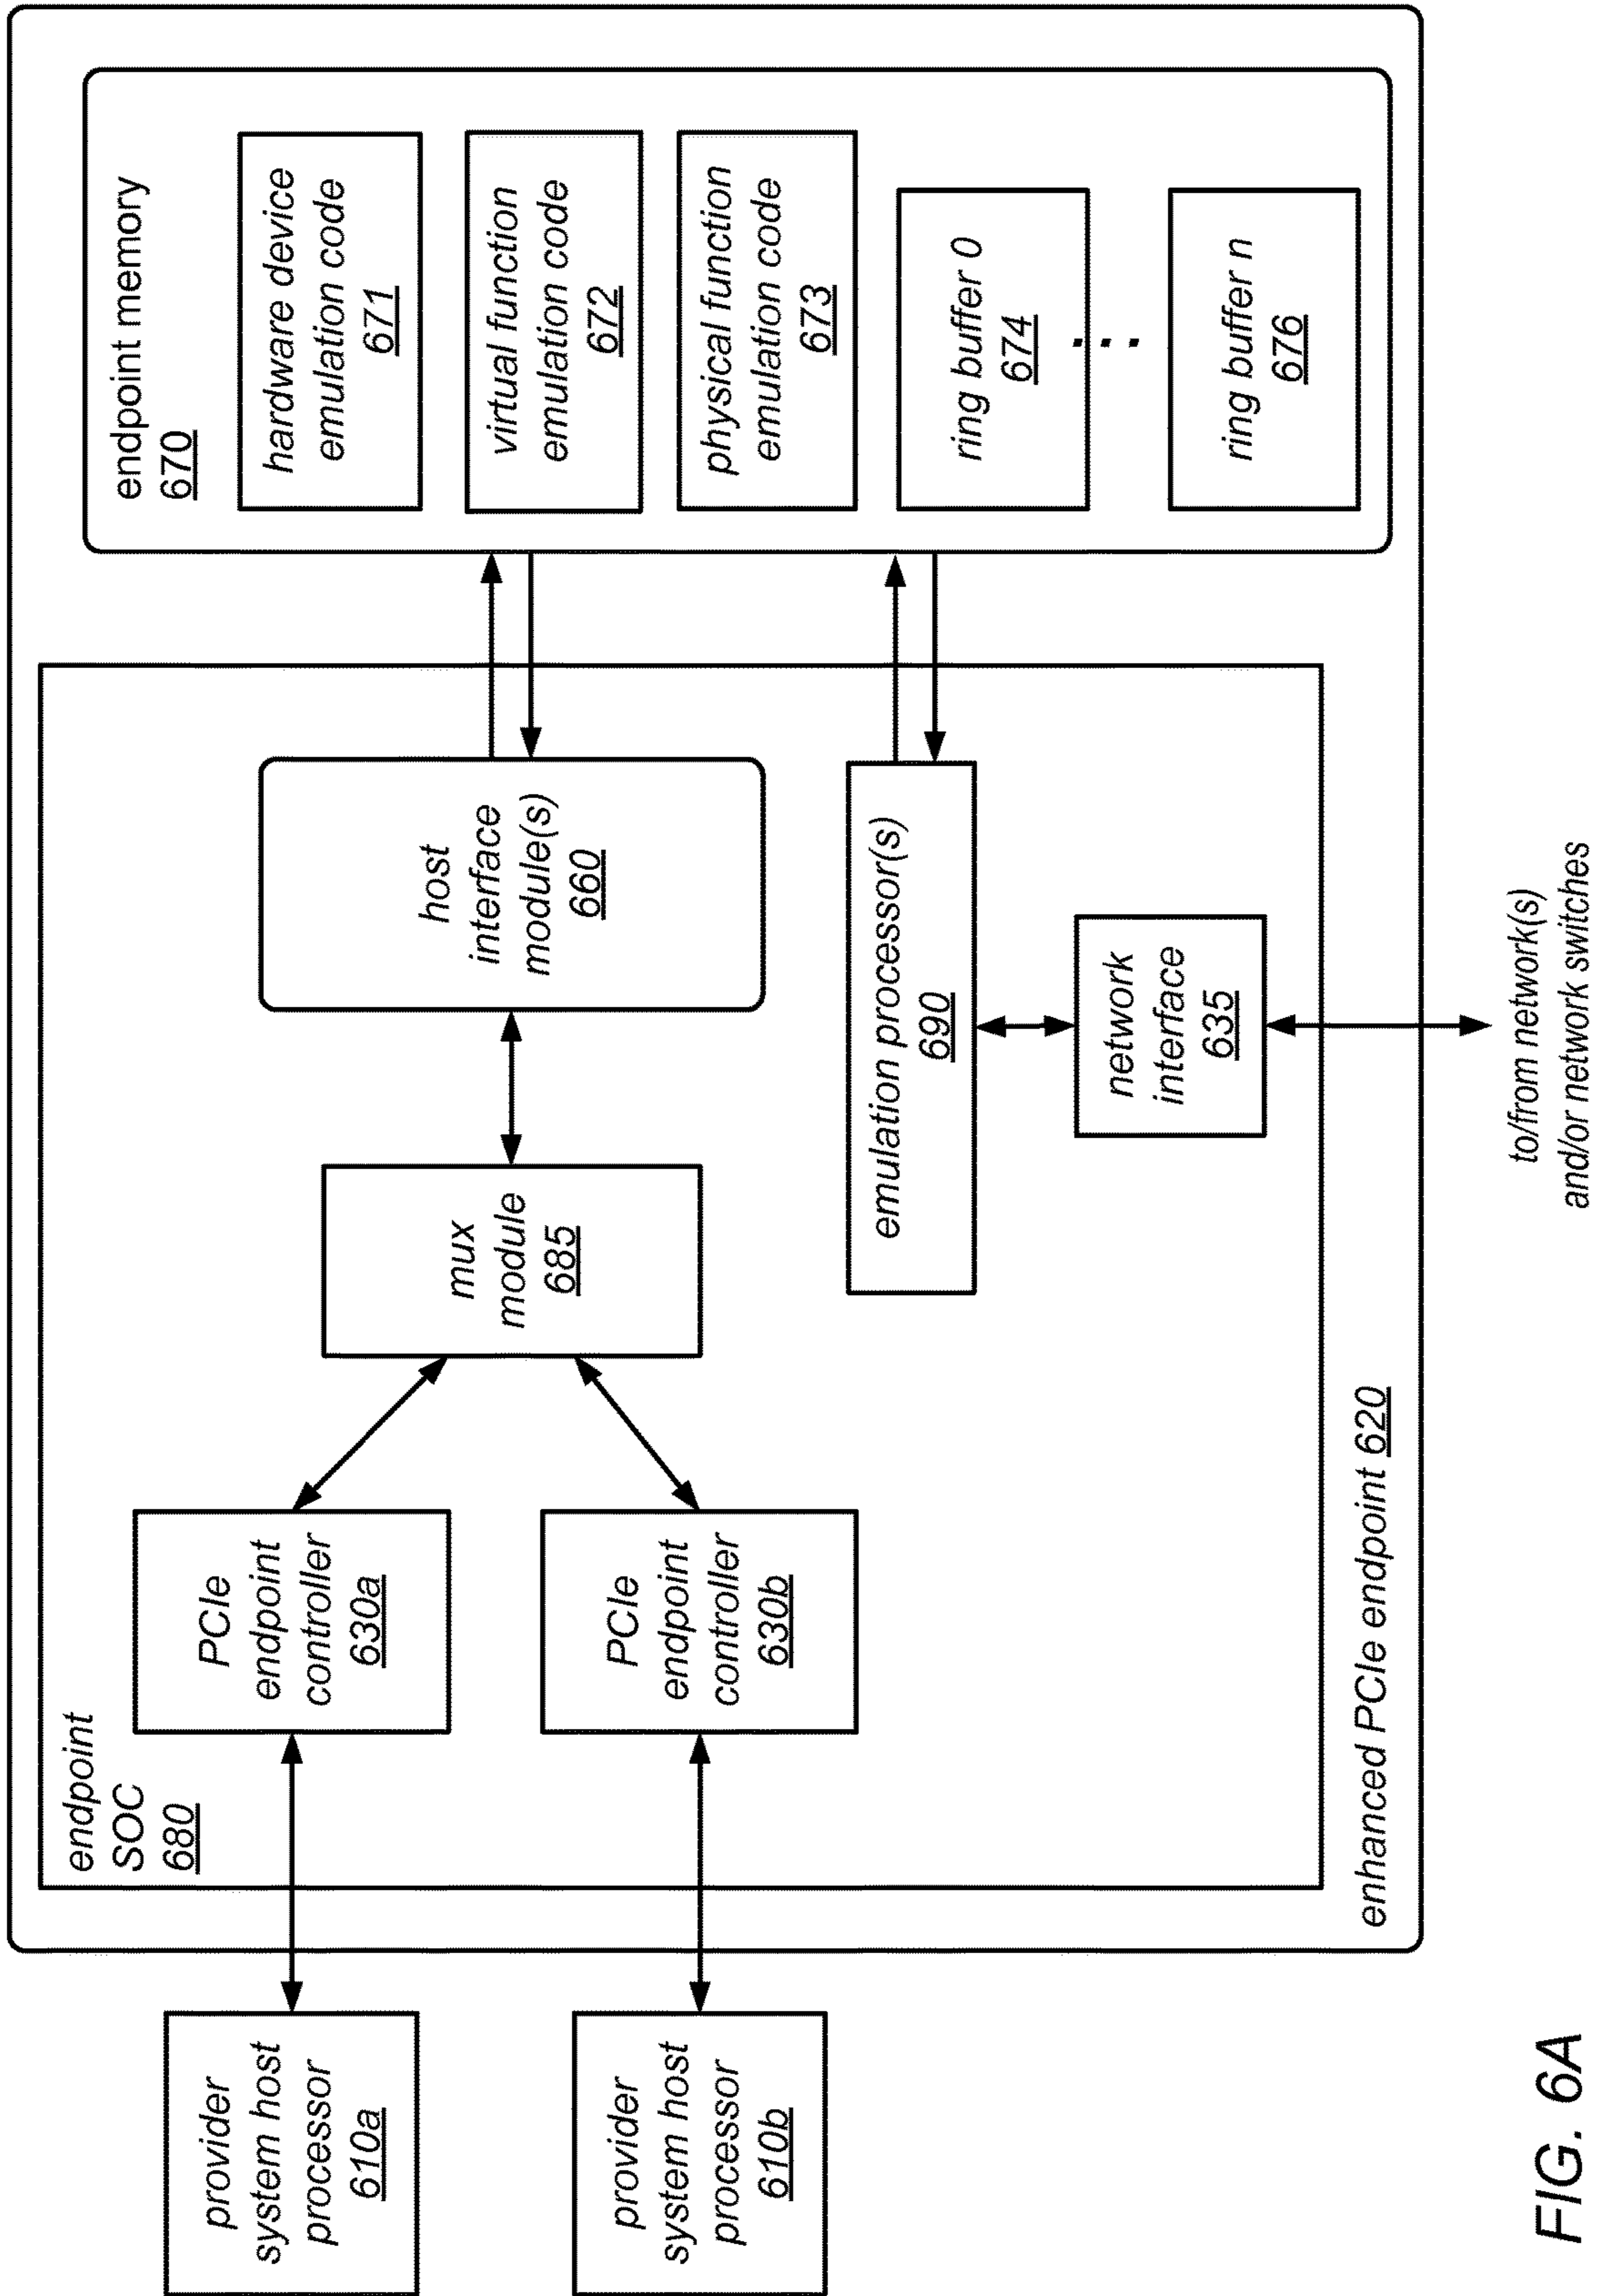 provider
system host
processor
610a
provider
system host
processor
610b
endpoint
SOC
680
PCIe
endpoint
controller
630a
PCIe
endpoint
controller
630b
mux
module
685
host
interface
module(s)
660
emulation processor(s)
690
network
interface
635
endpoint memory
670
hardware device
emulation code
671
virtual function
emulation code
672
physical function
emulation code
673
ring buffer 0
674
. . .
ring buffer n
676
enhanced PCIe endpoint 620
to/from network(s)
and/or network switches
FIG. 6A